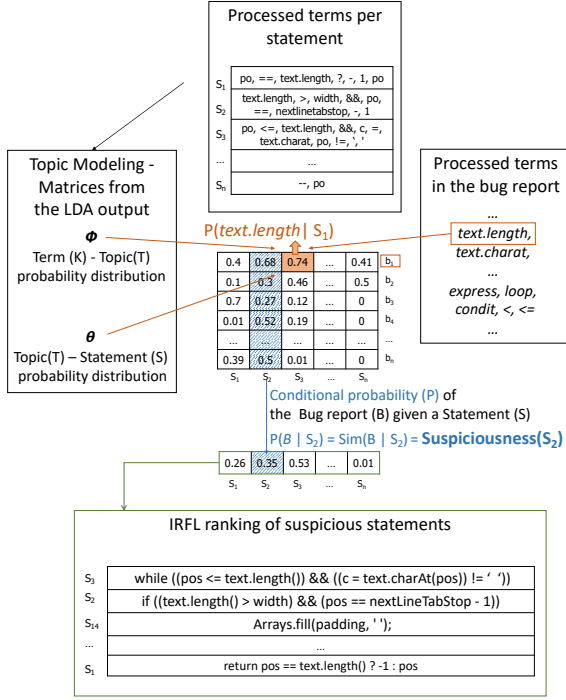 Processed terms per
statement
S1 po, ==, text.length, ?, -, 1, po
S2 text.length, >, width, &&, po,
==, nextlinetabstop, -, 1
S3 po, <=, text.length, &&, c, =,
text.charat, po, !=, ‘, '
... ...
Sn --, po
Topic Modeling -
Matrices from
the LDA output
Φ
Term (K) - Topic(T)
probability distribution
θ
Topic(T) – Statement (S)
probability distribution
Processed terms
in the bug report
...
text.length,
text.charat,
...
express, loop,
condit, <, <=
...
P(text.length | S1)
0.4 0.68 0.74 ... 0.41 b1
0.1 0.3 0.46 ... 0.5 b2
0.7 0.27 0.12 ... 0 b3
0.01 0.52 0.19 ... 0 b4
... ... ... ... ... ...
0.39 0.5 0.01 ... 0 bn
S1 S2 S3 ... Sn
Conditional probability (P) of
the Bug report (B) given a Statement (S)
P(B | S2) = Sim(B | S2) = Suspiciousness(S2)
0.26 0.35 0.53 ... 0.01
S1 S2 S3 ... Sn
IRFL ranking of suspicious statements
S3 while ((pos <= text.length()) && ((c = text.charAt(pos)) != ‘ ‘))
S2 if ((text.length() > width) && (pos == nextLineTabStop - 1))
S14 Arrays.fill(padding, ' ');
... ...
S1 return pos == text.length() ? -1 : pos